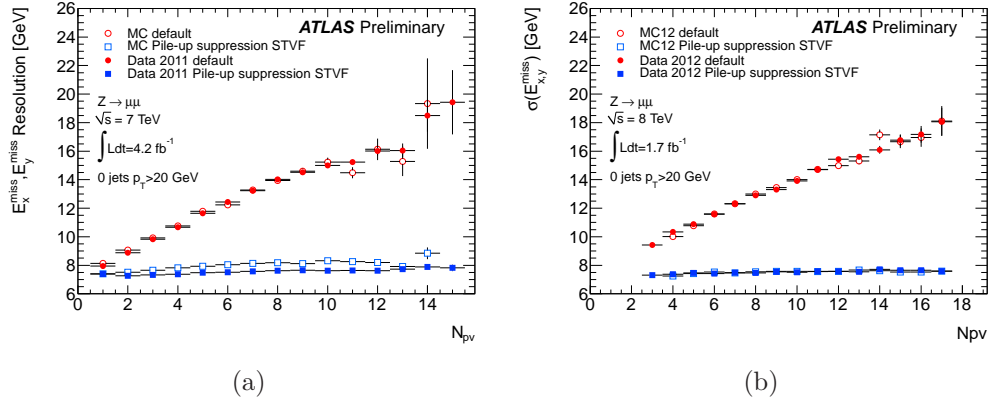 ATLAS Preliminary
MC default
MC Pile-up suppression STVF
Data 2011 default
Data 2011 Pile-up suppression STVF
Z → μμ
√s = 7 TeV
∫Ldt=4.2 fb⁻¹
0 jets p_T>20 GeV
E_x^miss,E_y^miss Resolution [GeV]
26
24
22
20
18
16
14
12
10
8
6
0 2 4 6 8 10 12 14
N_pv
(a)
ATLAS Preliminary
MC12 default
MC12 Pile-up suppression STVF
Data 2012 default
Data 2012 Pile-up suppression STVF
Z → μμ
√s = 8 TeV
∫Ldt=1.7 fb⁻¹
0 jets p_T>20 GeV
σ(E_x,y^miss) [GeV]
26
24
22
20
18
16
14
12
10
8
6
0 2 4 6 8 10 12 14 16 18
Npv
(b)